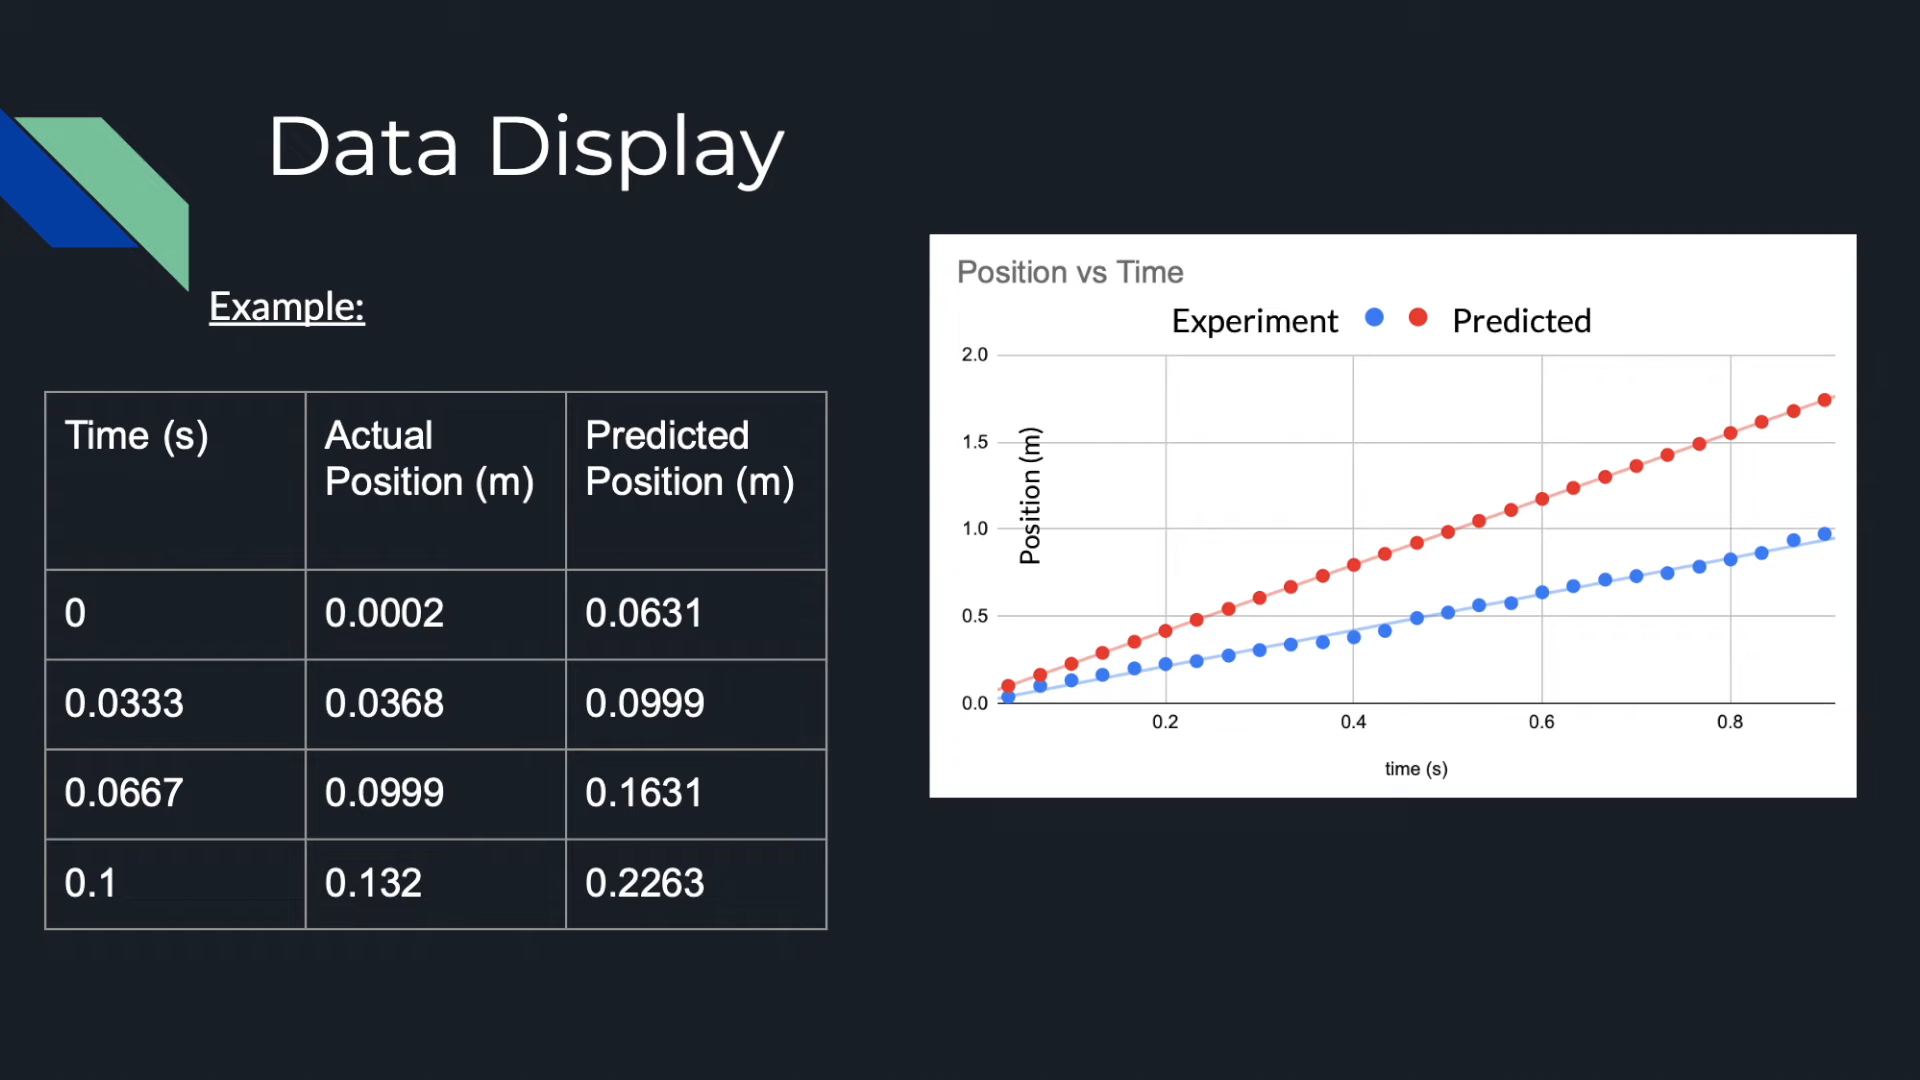 Data Display
Example:
Time (s)
Actual
Position (m)
Predicted
Position (m)
0
0.0002
0.0631
0.0333
0.0368
0.0999
0.0667
0.0999
0.1631
0.1
0.132
0.2263
Position vs Time
Experiment
Predicted
2.0
1.5
1.0
0.5
0.0
Position (m)
0.2
0.4
0.6
0.8
time (s)